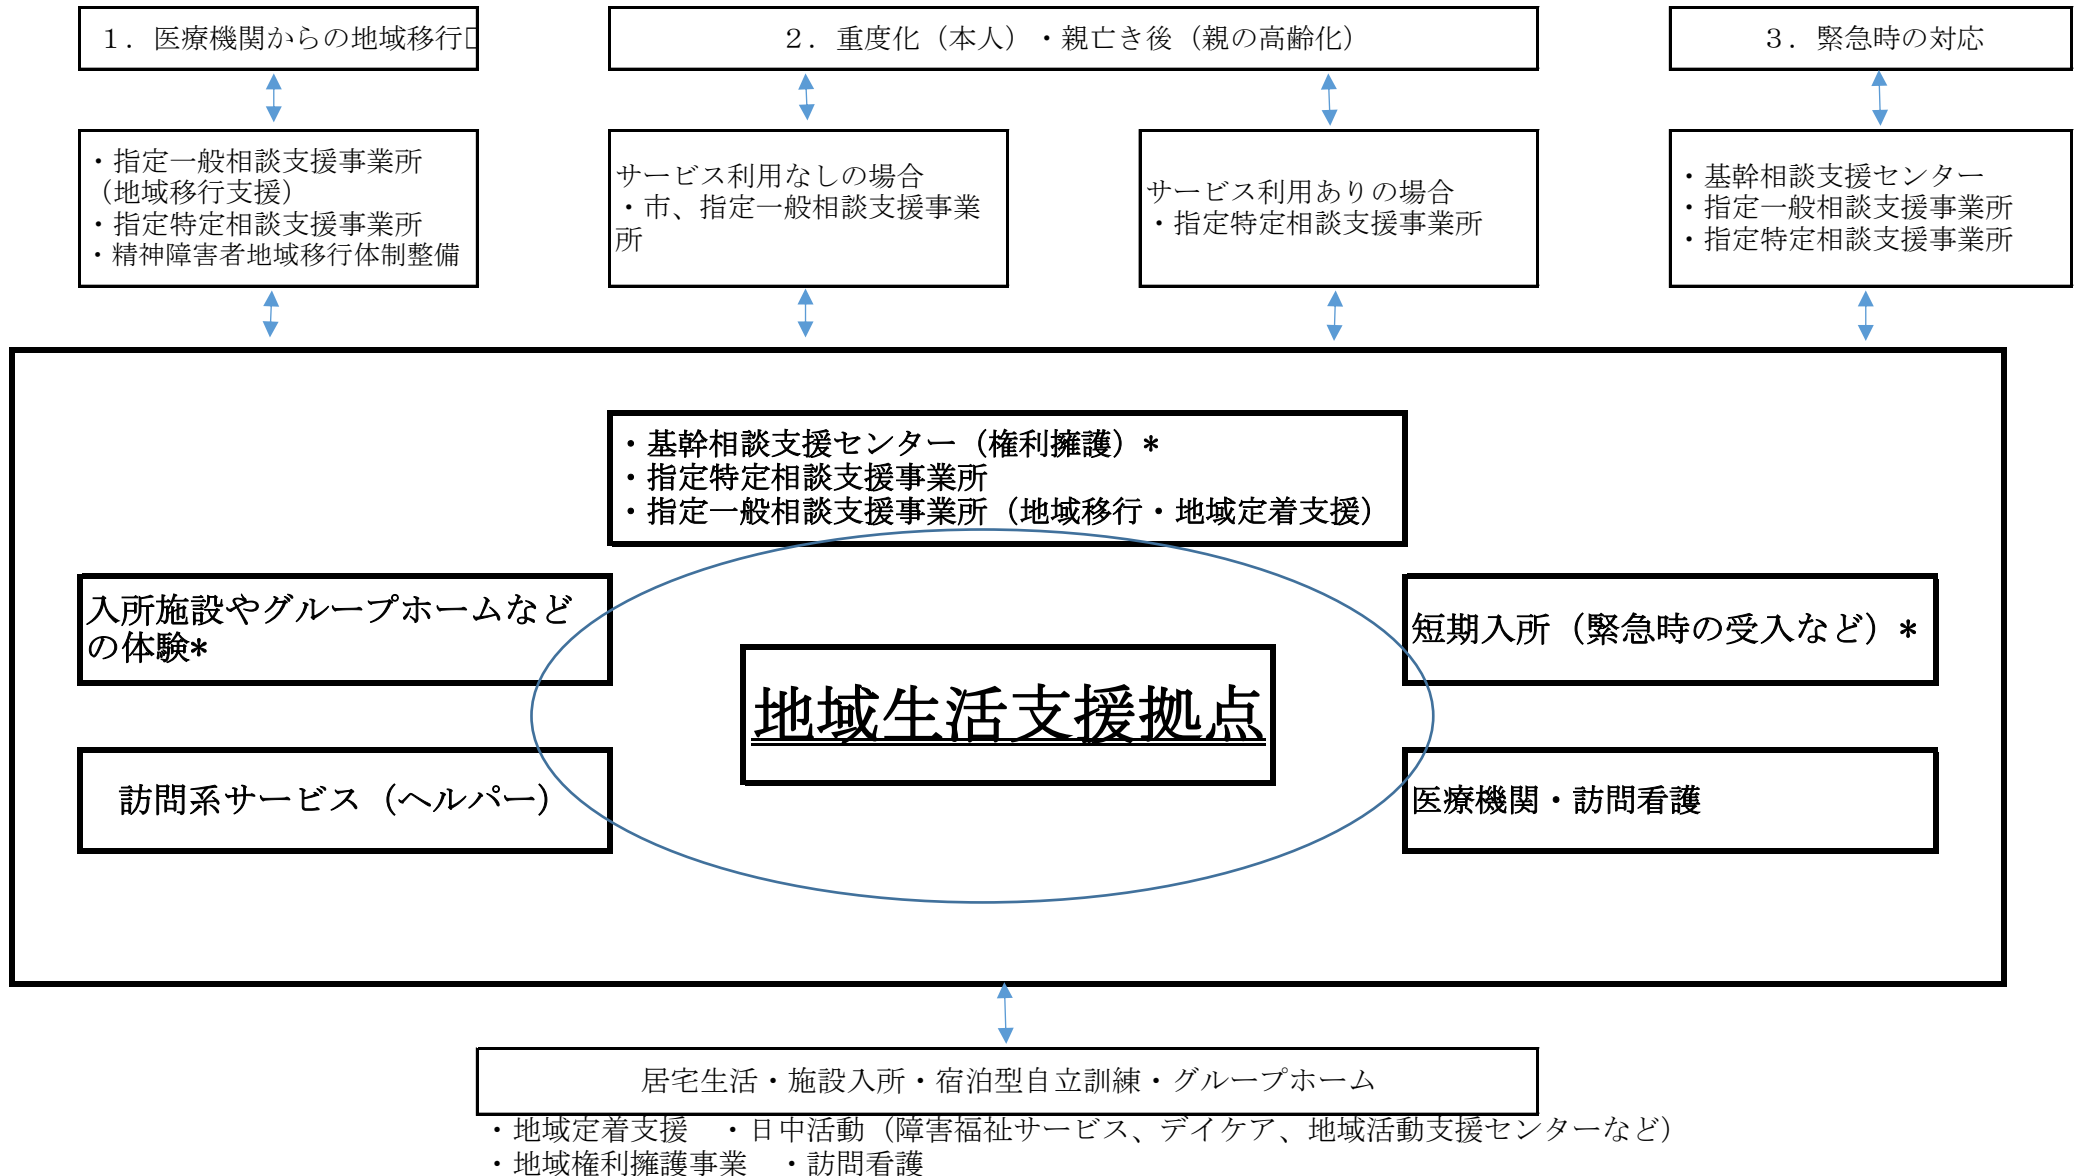 １．医療機関からの地域移行
２．重度化（本人）・親亡き後（親の高齢化）
３．緊急時の対応
・指定一般相談支援事業所
（地域移行支援）
・指定特定相談支援事業所
・精神障害者地域移行体制整備
サービス利用なしの場合
・市、指定一般相談支援事業
所
サービス利用ありの場合
・指定特定相談支援事業所
・基幹相談支援センター
・指定一般相談支援事業所
・指定特定相談支援事業所
・基幹相談支援センター（権利擁護）*
・指定特定相談支援事業所
・指定一般相談支援事業所（地域移行・地域定着支援）
入所施設やグループホームなど
の体験*
短期入所（緊急時の受入など）*
地域生活支援拠点
訪問系サービス（ヘルパー）
医療機関・訪問看護
居宅生活・施設入所・宿泊型自立訓練・グループホーム
・地域定着支援　・日中活動（障害福祉サービス、デイケア、地域活動支援センターなど）
・地域権利擁護事業　・訪問看護